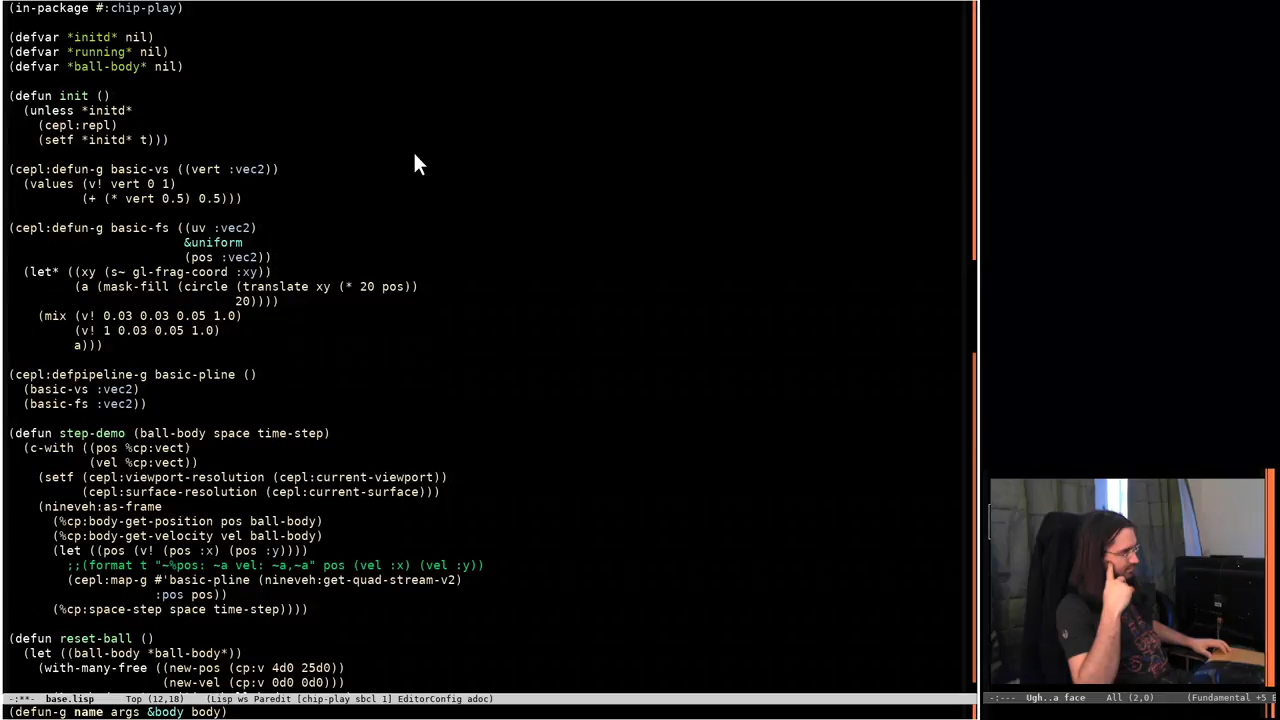 (in-package #:chip-play)
(defvar *initd* nil)
(defvar *running* nil)
(defvar *ball-body* nil)
(defun init ()
  (unless *initd*
    (cepl:repl)
    (setf *initd* t)))
(cepl:defun-g basic-vs ((vert :vec2))
  (values (v! vert 0 1)
          (+ (* vert 0.5) 0.5)))
(cepl:defun-g basic-fs ((uv :vec2)
                        &uniform
                        (pos :vec2))
  (let* ((xy (s~ gl-frag-coord :xy))
         (a (mask-fill (circle (translate xy (* 20 pos))
                               20))))
    (mix (v! 0.03 0.03 0.05 1.0)
         (v! 1 0.03 0.05 1.0)
         a)))
(cepl:defpipeline-g basic-pline ()
  (basic-vs :vec2)
  (basic-fs :vec2))
(defun step-demo (ball-body space time-step)
  (c-with ((pos %cp:vect)
           (vel %cp:vect))
    (setf (cepl:viewport-resolution (cepl:current-viewport))
          (cepl:surface-resolution (cepl:current-surface)))
    (nineveh:as-frame
      (%cp:body-get-position pos ball-body)
      (%cp:body-get-velocity vel ball-body)
      (let ((pos (v! (pos :x) (pos :y))))
        ;;(format t "~%pos: ~a vel: ~a,~a" pos (vel :x) (vel :y))
        (cepl:map-g #'basic-pline (nineveh:get-quad-stream-v2)
                    :pos pos))
      (%cp:space-step space time-step))))
(defun reset-ball ()
  (let ((ball-body *ball-body*))
    (with-many-free ((new-pos (cp:v 4d0 25d0))
                     (new-vel (cp:v 0d0 0d0)))
-:**-  base.lisp      Top (12,18)     (Lisp ws Paredit [chip-play sbcl 1] EditorConfig adoc)
-:---  Ugh..a face    All (2,0)      (Fundamental +5 E
(defun-g name args &body body)